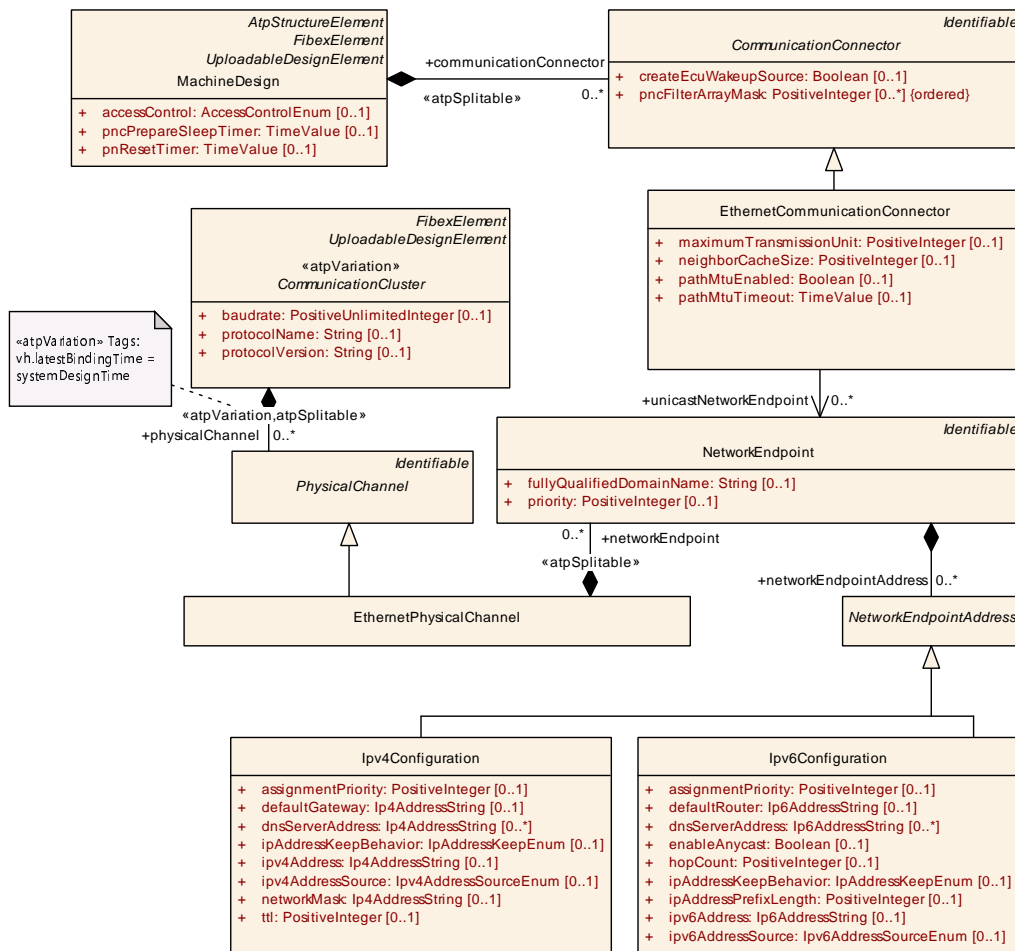 AtpStructureElement
FibexElement
UploadableDesignElement
MachineDesign
+ accessControl: AccessControlEnum [0..1]
+ pncPrepareSleepTimer: TimeValue [0..1]
+ pnResetTimer: TimeValue [0..1]
+communicationConnector
«atpSplitable»
0..*
Identifiable
CommunicationConnector
+ createEcuWakeupSource: Boolean [0..1]
+ pncFilterArrayMask: PositiveInteger [0..*] {ordered}
EthernetCommunicationConnector
+ maximumTransmissionUnit: PositiveInteger [0..1]
+ neighborCacheSize: PositiveInteger [0..1]
+ pathMtuEnabled: Boolean [0..1]
+ pathMtuTimeout: TimeValue [0..1]
FibexElement
UploadableDesignElement
«atpVariation»
CommunicationCluster
+ baudrate: PositiveUnlimitedInteger [0..1]
+ protocolName: String [0..1]
+ protocolVersion: String [0..1]
«atpVariation» Tags:
vh.latestBindingTime =
systemDesignTime
«atpVariation,atpSplitable»
+physicalChannel 0..*
+unicastNetworkEndpoint 0..*
Identifiable
PhysicalChannel
Identifiable
NetworkEndpoint
+ fullyQualifiedDomainName: String [0..1]
+ priority: PositiveInteger [0..1]
0..* +networkEndpoint
«atpSplitable»
+networkEndpointAddress 0..*
EthernetPhysicalChannel
NetworkEndpointAddress
Ipv4Configuration
+ assignmentPriority: PositiveInteger [0..1]
+ defaultGateway: Ip4AddressString [0..1]
+ dnsServerAddress: Ip4AddressString [0..*]
+ ipAddressKeepBehavior: IpAddressKeepEnum [0..1]
+ ipv4Address: Ip4AddressString [0..1]
+ ipv4AddressSource: Ipv4AddressSourceEnum [0..1]
+ networkMask: Ip4AddressString [0..1]
+ ttl: PositiveInteger [0..1]
Ipv6Configuration
+ assignmentPriority: PositiveInteger [0..1]
+ defaultRouter: Ip6AddressString [0..1]
+ dnsServerAddress: Ip6AddressString [0..*]
+ enableAnycast: Boolean [0..1]
+ hopCount: PositiveInteger [0..1]
+ ipAddressKeepBehavior: IpAddressKeepEnum [0..1]
+ ipAddressPrefixLength: PositiveInteger [0..1]
+ ipv6Address: Ip6AddressString [0..1]
+ ipv6AddressSource: Ipv6AddressSourceEnum [0..1]